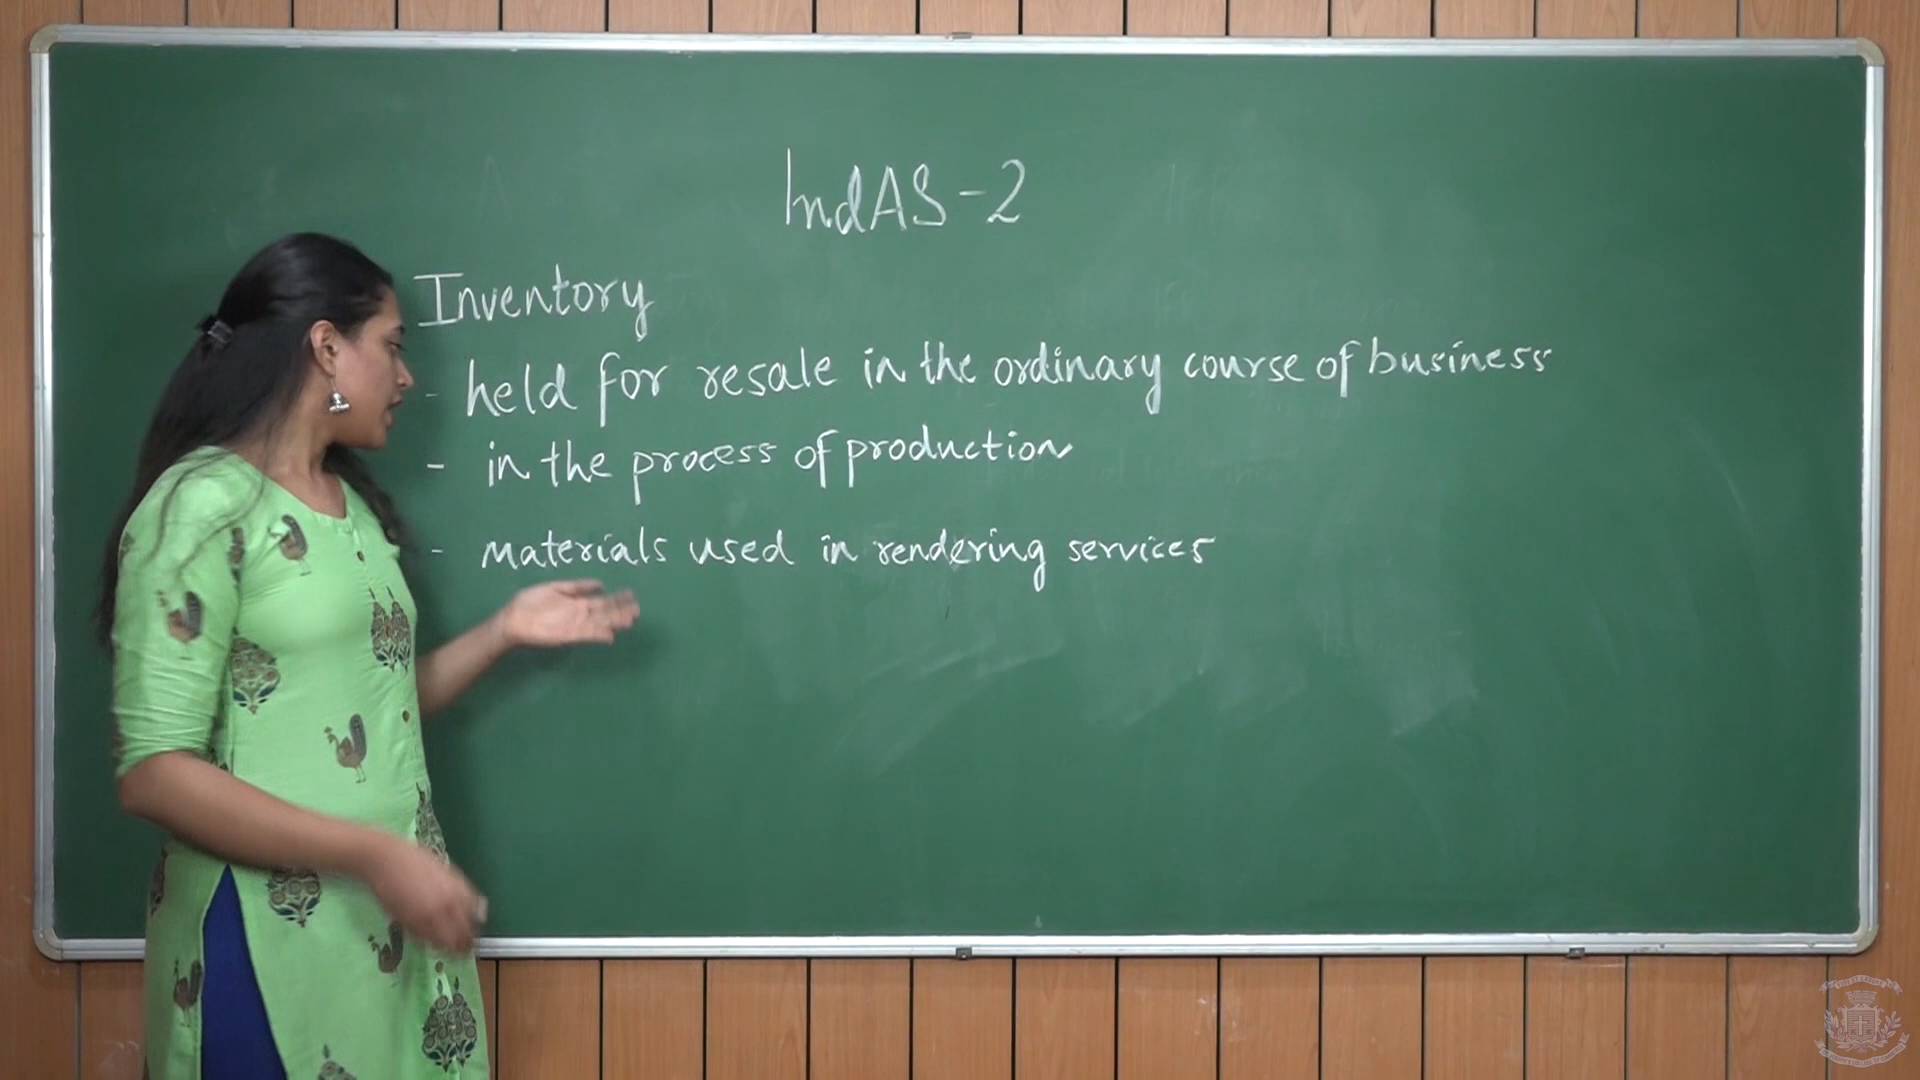 IndAS-2
Inventory
- held for resale in the ordinary course of business
- in the process of production
- materials used in rendering services